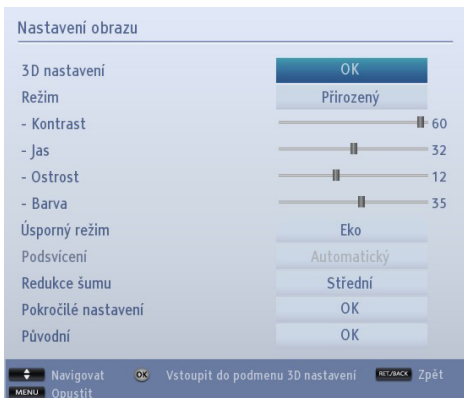 Nastavení obrazu
3D nastavení OK
Režim Přirozený
- Kontrast 60
- Jas 32
- Ostrost 12
- Barva 35
Úsporný režim Eko
Podsvícení Automatický
Redukce šumu Střední
Pokročilé nastavení OK
Původní OK
Navigovat OK Vstoupit do podmenu 3D nastavení RET./BACK Zpět
MENU Opustit